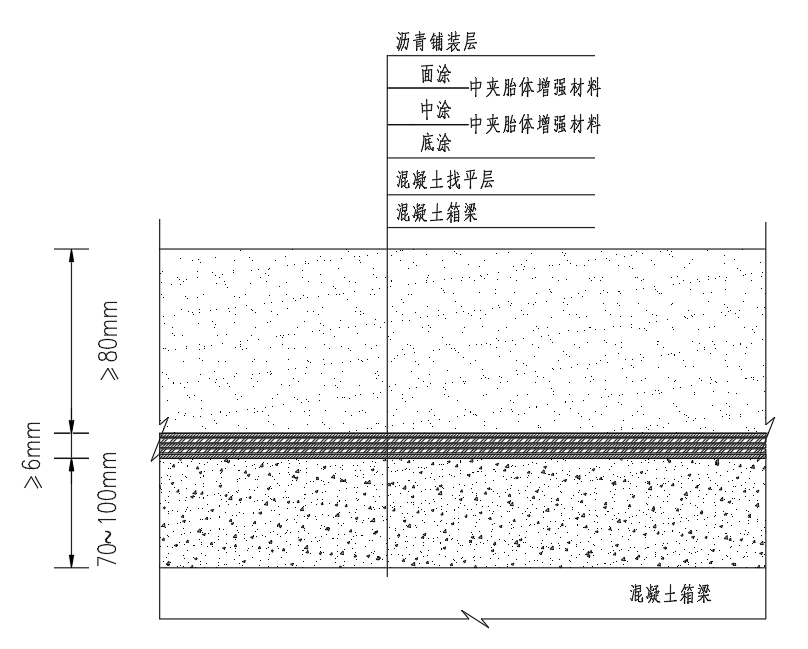 沥青铺装层
面涂
中夹胎体增强材料
中涂
中夹胎体增强材料
底涂
混凝土找平层
混凝土箱梁
≥80mm
≥6mm
70~100mm
混凝土箱梁